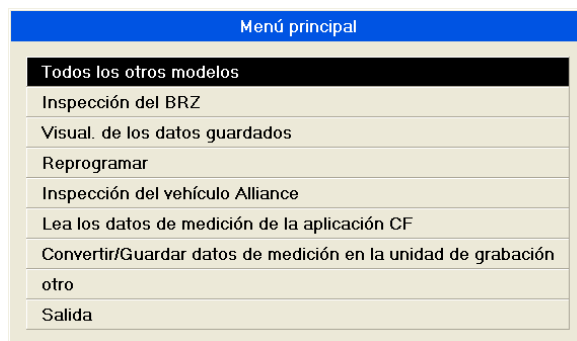 Menú principal
Todos los otros modelos
Inspección del BRZ
Visual. de los datos guardados
Reprogramar
Inspección del vehículo Alliance
Lea los datos de medición de la aplicación CF
Convertir/Guardar datos de medición en la unidad de grabación
otro
Salida